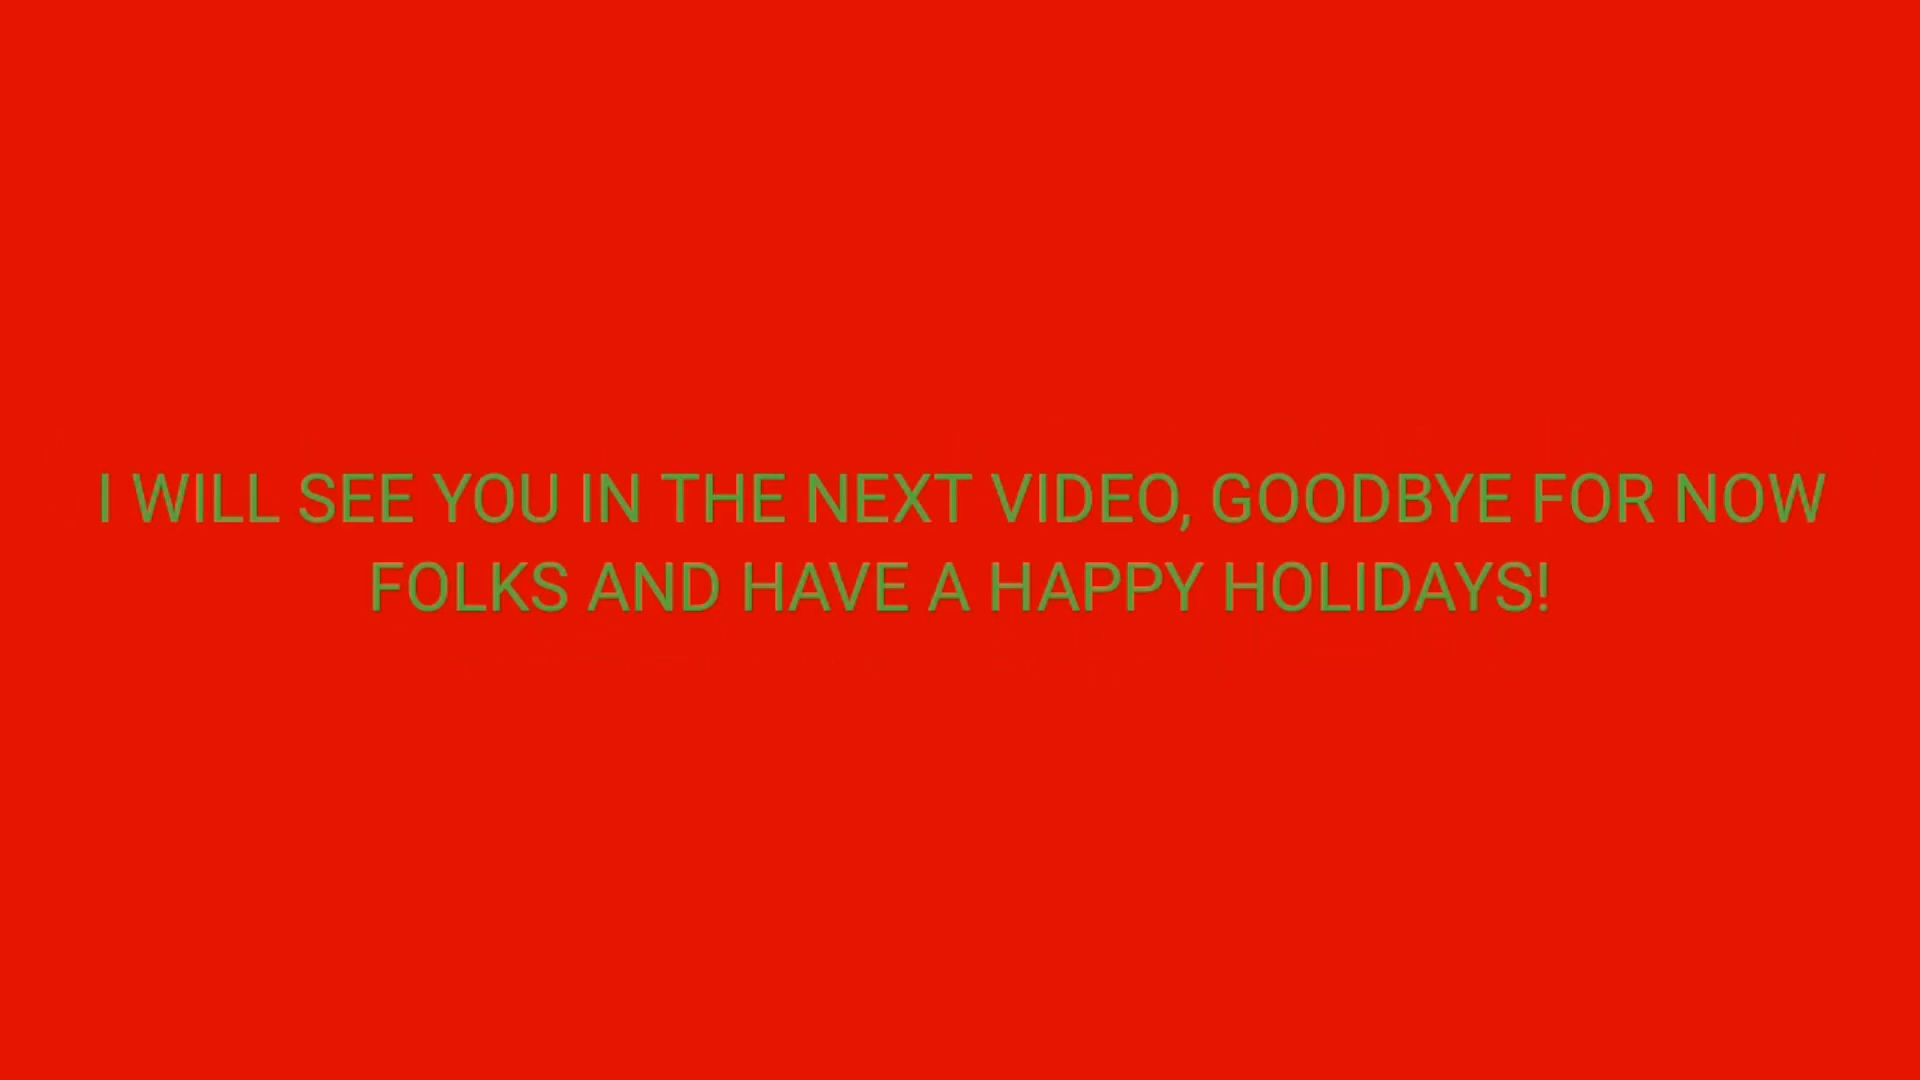 I WILL SEE YOU IN THE NEXT VIDEO, GOODBYE FOR NOW
FOLKS AND HAVE A HAPPY HOLIDAYS!